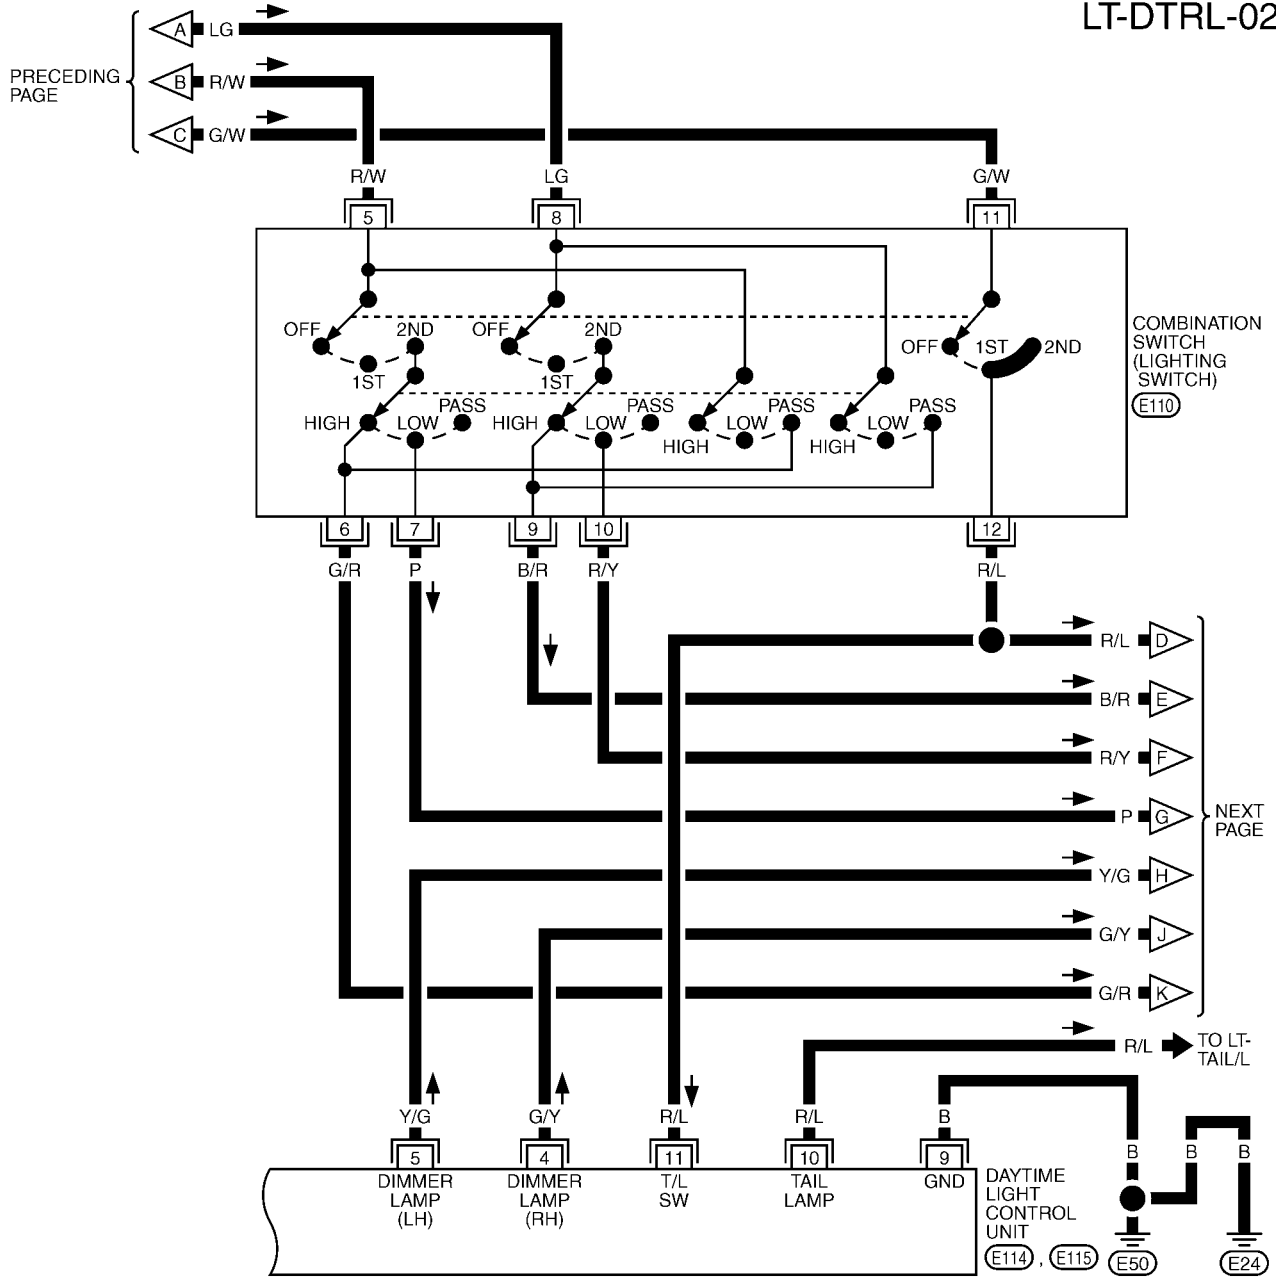 LT-DTRL-02
PRECEDING
PAGE
A LG
B R/W
C G/W
R/W LG G/W
5 8 11
OFF 2ND OFF 2ND
1ST 1ST
OFF 1ST 2ND
HIGH LOW PASS HIGH LOW PASS HIGH LOW PASS HIGH LOW PASS
COMBINATION
SWITCH
(LIGHTING
SWITCH)
E110
6 7 9 10 12
G/R P B/R R/Y R/L
R/L D
B/R E
R/Y F
P G
Y/G H
G/Y J
G/R K
NEXT
PAGE
R/L TO LT-
TAIL/L
Y/G G/Y R/L R/L B
B B B
5 4 11 10 9
DIMMER
LAMP
(LH)
DIMMER
LAMP
(RH)
T/L
SW
TAIL
LAMP
GND
DAYTIME
LIGHT
CONTROL
UNIT
E114 , E115
E50 E24